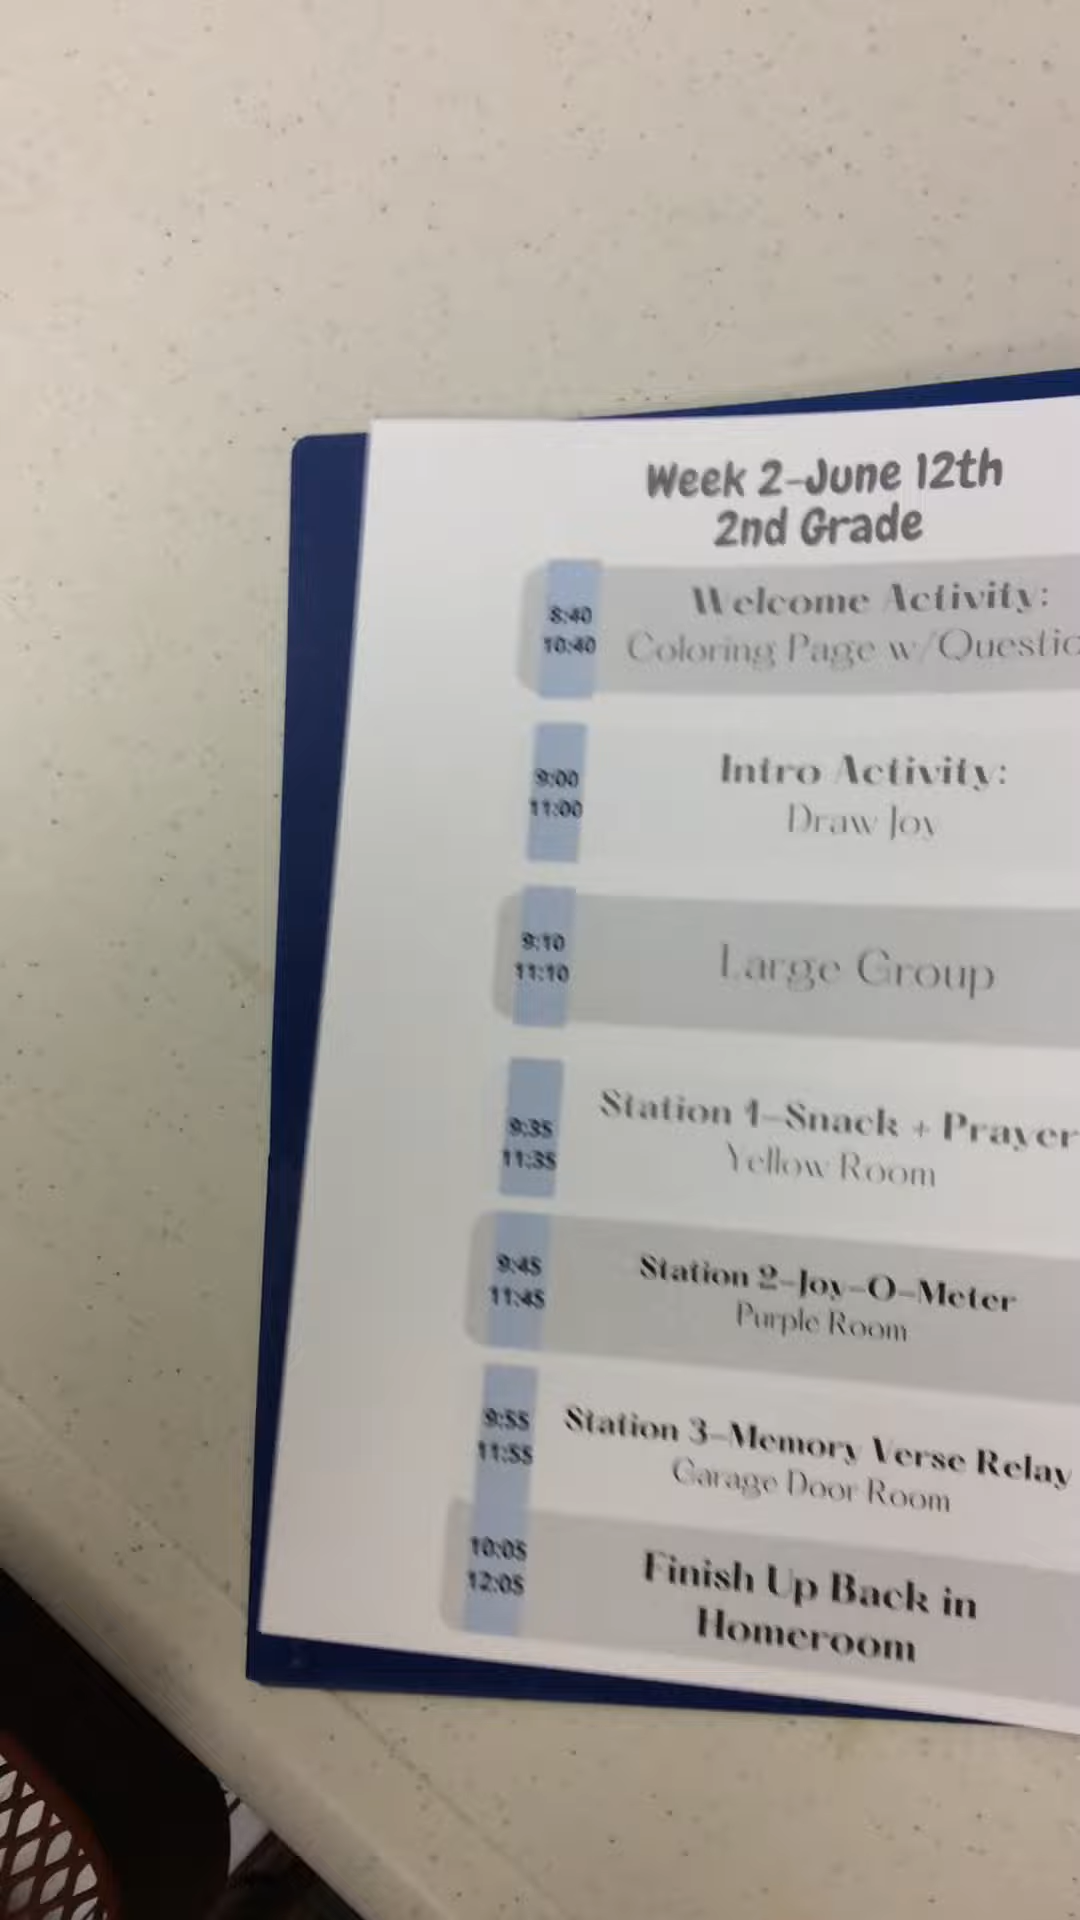 Week 2-June 12th
2nd Grade
8:40
10:40
Welcome Activity:
Coloring Page w/Questio
9:00
11:00
Intro Activity:
Draw Joy
9:10
11:10
Large Group
9:35
11:35
Station 1-Snack + Prayer
Yellow Room
9:45
11:45
Station 2-Joy-O-Meter
Purple Room
9:55
11:55
Station 3-Memory Verse Relay
Garage Door Room
10:05
12:05
Finish Up Back in
Homeroom